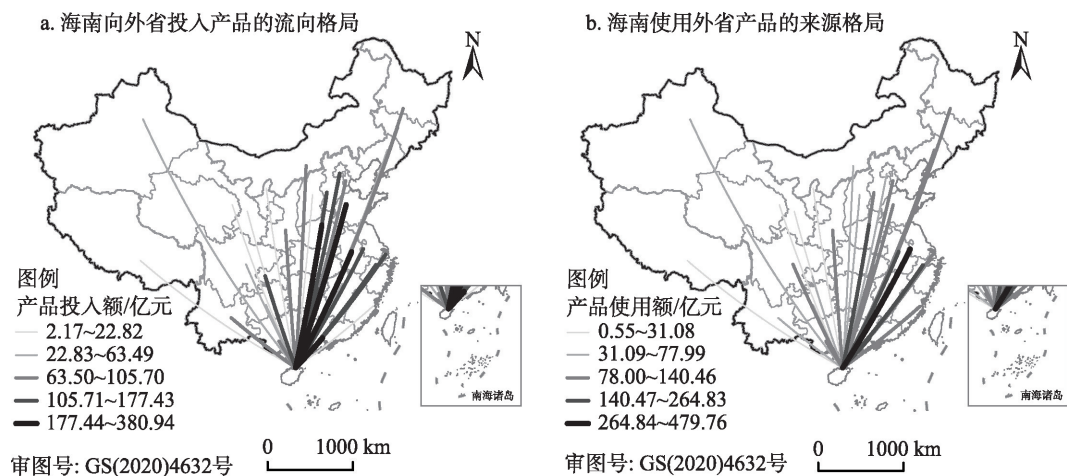 a. 海南向外省投入产品的流向格局
N
图例
产品投入额/亿元
2.17~22.82
22.83~63.49
63.50~105.70
105.71~177.43
177.44~380.94
南海诸岛
0 1000 km
审图号: GS(2020)4632号
b. 海南使用外省产品的来源格局
N
图例
产品使用额/亿元
0.55~31.08
31.09~77.99
78.00~140.46
140.47~264.83
264.84~479.76
南海诸岛
0 1000 km
审图号: GS(2020)4632号